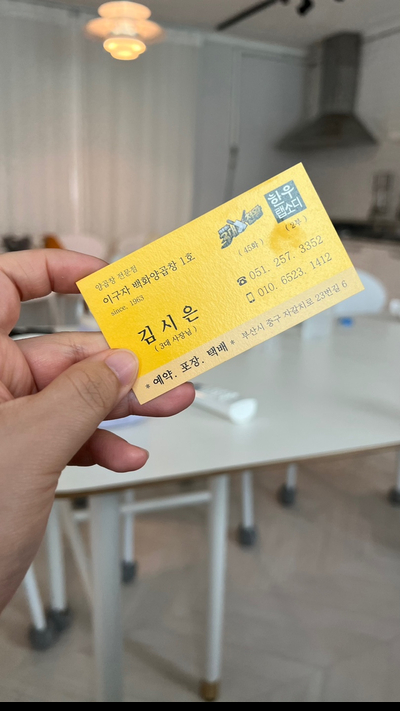 양곱창 전문점
이구자 백화양곱창 1호
since. 1963
김시은
( 3대 사장님 )
한우
랩소디
( 45회 )
( 2부 )
☎ 051. 257. 3352
010. 6523. 1412
* 예약. 포장. 택배 * 부산시 중구 자갈치로 23번길 6